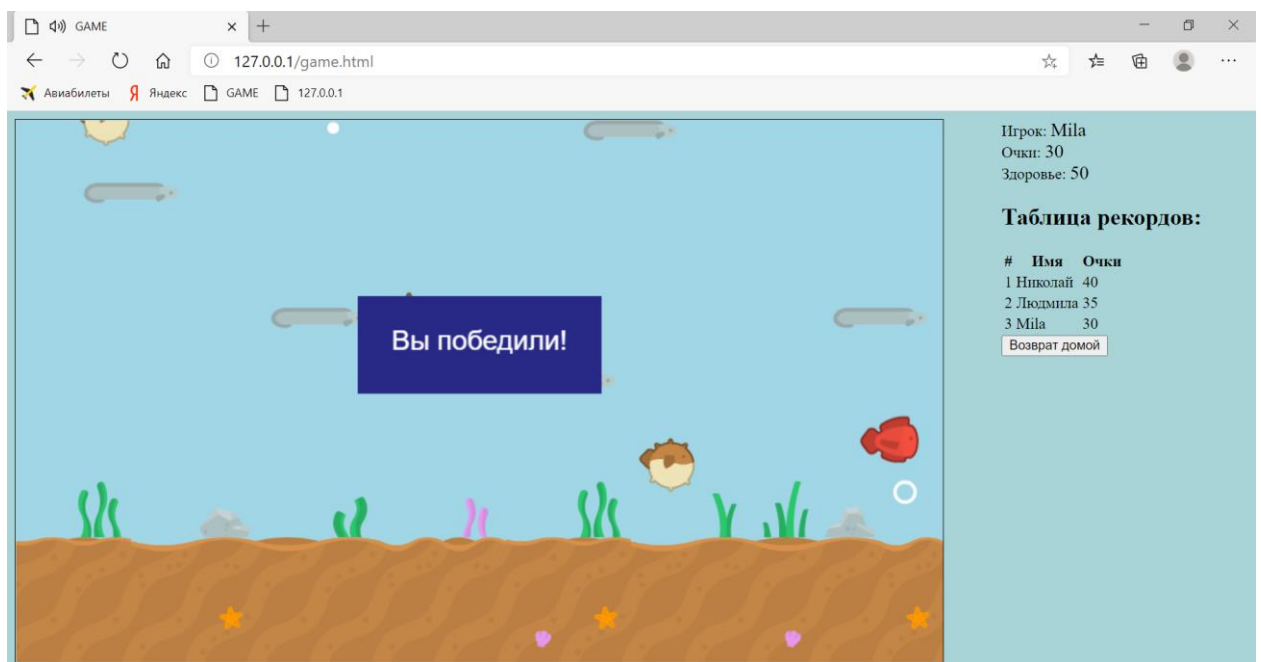 GAME
127.0.0.1/game.html
Авиабилеты Я Яндекс GAME 127.0.0.1
Игрок: Mila
Очки: 30
Здоровье: 50
Таблица рекордов:
# Имя Очки
1 Николай 40
2 Людмила 35
3 Mila 30
Возврат домой
Вы победили!